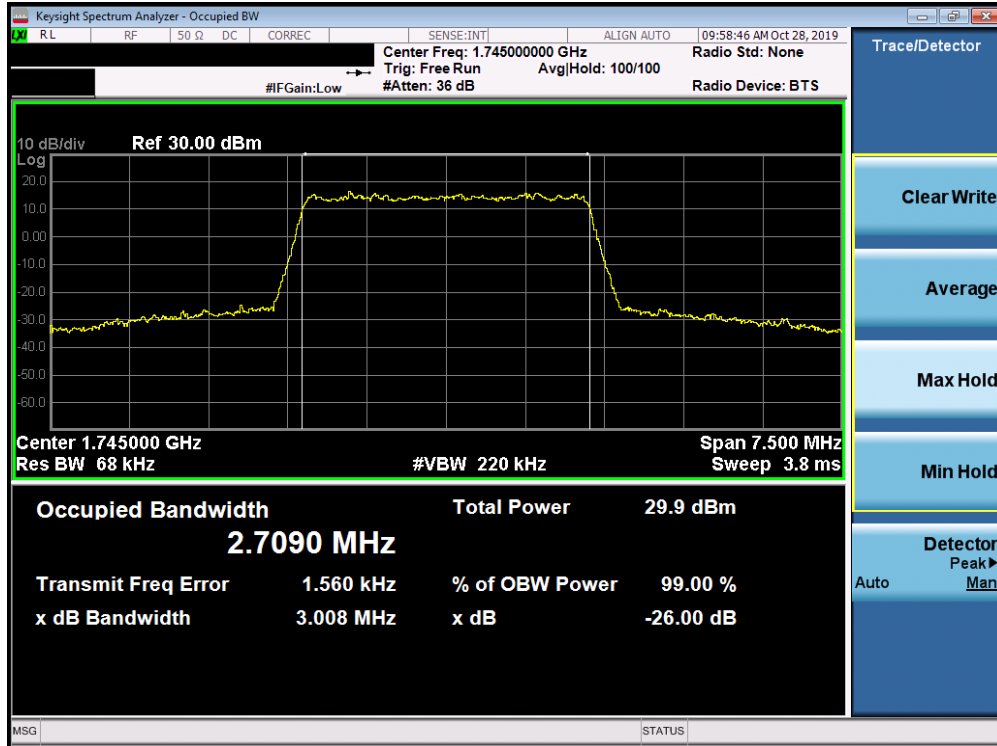 Keysight Spectrum Analyzer - Occupied BW
LXI RL RF 50 Ω DC CORREC SENSE:INT ALIGN AUTO 09:58:46 AM Oct 28, 2019
Center Freq: 1.745000000 GHz Radio Std: None
Trig: Free Run Avg|Hold: 100/100
#IFGain:Low #Atten: 36 dB Radio Device: BTS
10 dB/div Ref 30.00 dBm
Log
20.0
10.0
0.00
-10.0
-20.0
-30.0
-40.0
-50.0
-60.0
Center 1.745000 GHz Span 7.500 MHz
Res BW 68 kHz #VBW 220 kHz Sweep 3.8 ms
Occupied Bandwidth Total Power 29.9 dBm
2.7090 MHz
Transmit Freq Error 1.560 kHz % of OBW Power 99.00 %
x dB Bandwidth 3.008 MHz x dB -26.00 dB
MSG STATUS
Trace/Detector
Clear Write
Average
Max Hold
Min Hold
Detector
Peak▶
Auto Man